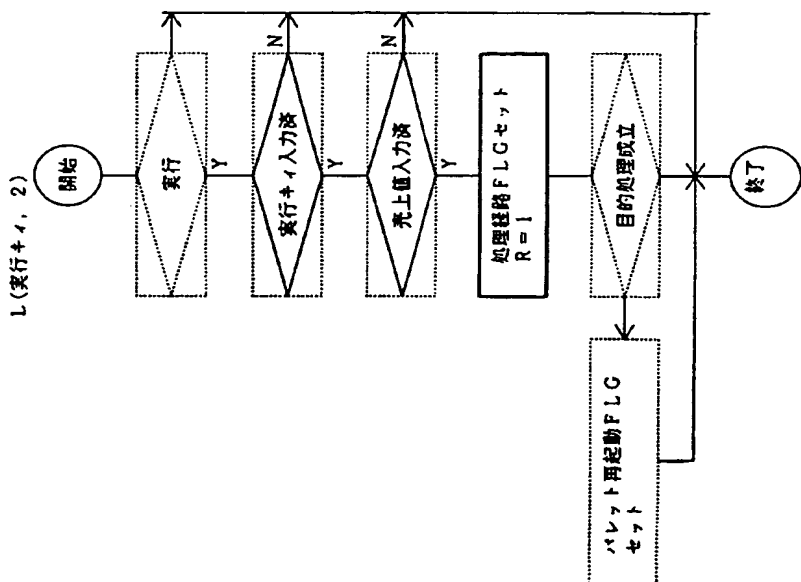 L(実行キィ, 2)
開始
実行
Y
実行キィ入力済
N
Y
売上値入力済
N
Y
処理経路FLGセット
R=1
目的処理成立
パレット再起動FLG
セット
終了